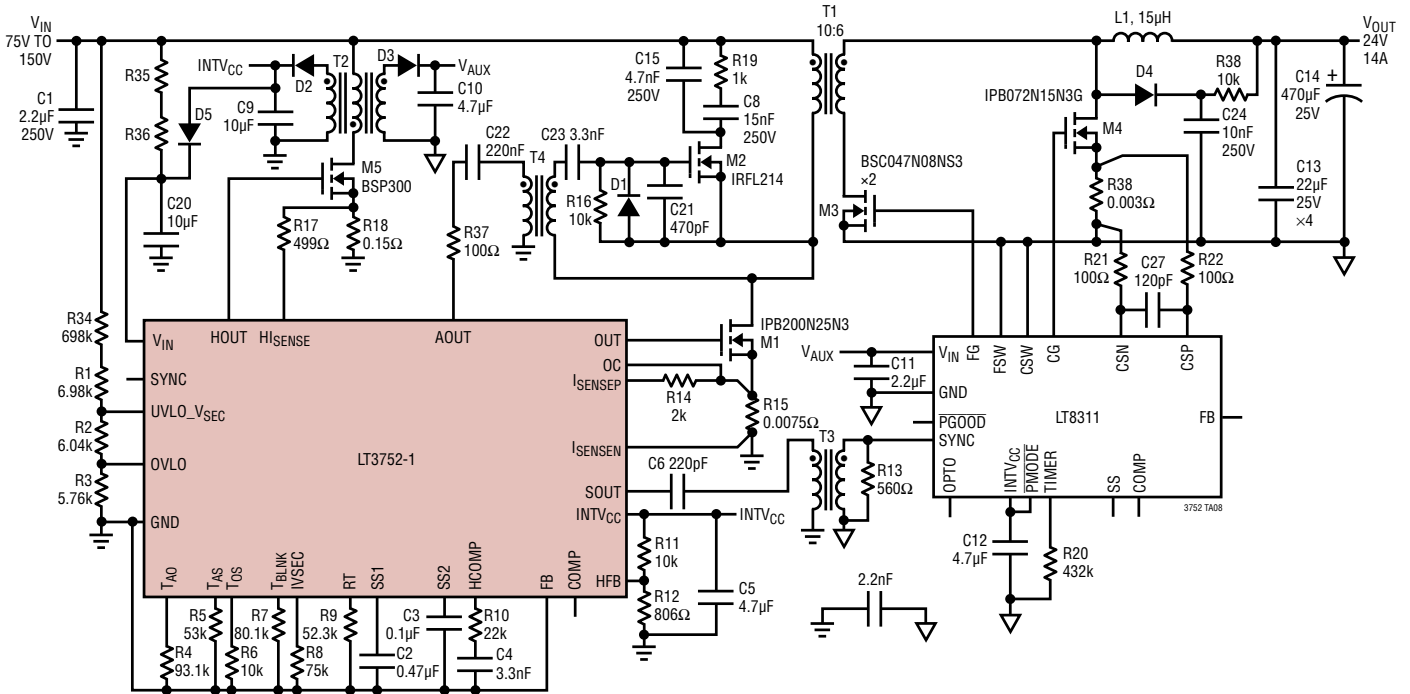 VIN
75V TO
150V
C1
2.2µF
250V
R35
R36
INTVCC
D2
T2
D3
VAUX
C10
4.7µF
C9
10µF
D5
C20
10µF
M5
BSP300
R17
499Ω
R18
0.15Ω
C22
220nF
T4
C23 3.3nF
R37
100Ω
R16
10k
D1
C21
470pF
C15
4.7nF
250V
R19
1k
C8
15nF
250V
M2
IRFL214
T1
10:6
BSC047N08NS3
×2
M3
L1, 15µH
VOUT
24V
14A
IPB072N15N3G
D4
R38
10k
C14
470µF
25V
+
M4
C24
10nF
250V
R38
0.003Ω
C13
22µF
25V
×4
R21
100Ω
C27
120pF
R22
100Ω
R34
698k
R1
6.98k
R2
6.04k
R3
5.76k
VIN
HOUT
HISENSE
AOUT
OUT
OC
ISENSEP
ISENSEN
SYNC
UVLO_VSEC
OVLO
GND
LT3752-1
SOUT
INTVCC
HFB
TAO
TAS
TOS
TBLNK
IVSEC
RT
SS1
SS2
HCOMP
FB
COMP
IPB200N25N3
M1
R14
2k
R15
0.0075Ω
C6 220pF
T3
R13
560Ω
INTVCC
R11
10k
R12
806Ω
C5
4.7µF
2.2nF
VAUX
C11
2.2µF
VIN
FG
FSW
CSW
CG
CSN
CSP
GND
PGOOD
SYNC
LT8311
FB
OPTO
INTVCC
PMODE
TIMER
SS
COMP
3752 TA08
C12
4.7µF
R20
432k
R5
53k
R4
93.1k
R7
80.1k
R6
10k
R9
52.3k
R8
75k
C3
0.1µF
C2
0.47µF
R10
22k
C4
3.3nF